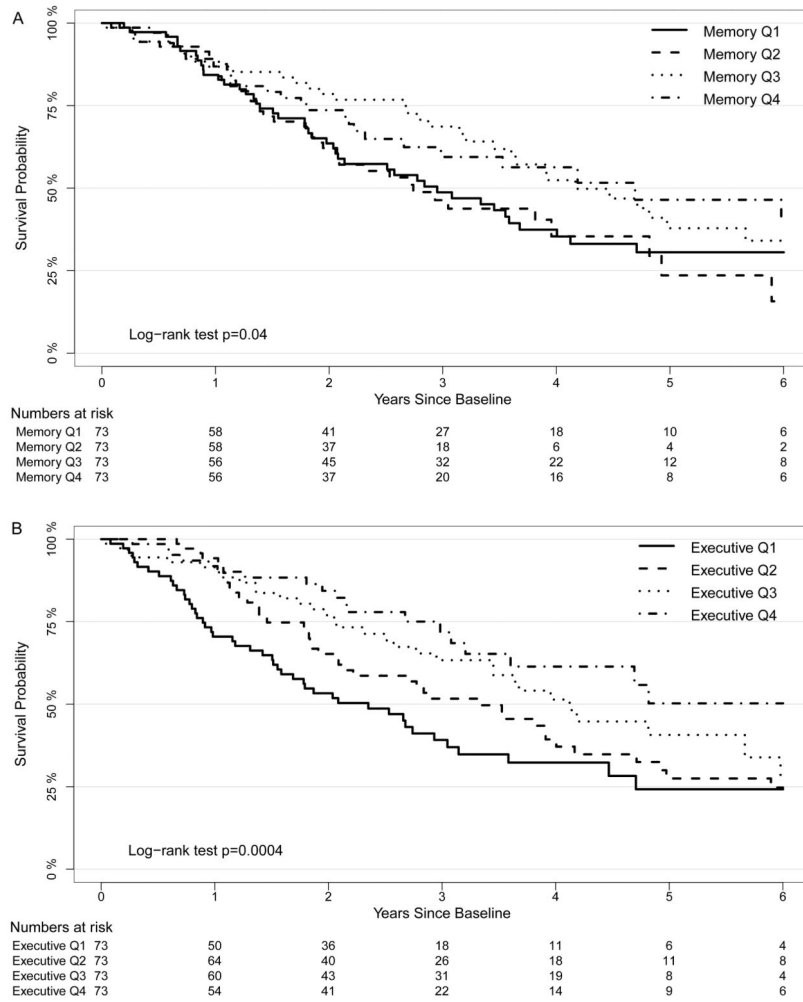 A
Memory Q1
Memory Q2
Memory Q3
Memory Q4
Survival Probability
100 %
75 %
50 %
25 %
0 %
Log−rank test p=0.04
0 1 2 3 4 5 6
Years Since Baseline
Numbers at risk
Memory Q1 73 58 41 27 18 10 6
Memory Q2 73 58 37 18 6 4 2
Memory Q3 73 56 45 32 22 12 8
Memory Q4 73 56 37 20 16 8 6
B
Executive Q1
Executive Q2
Executive Q3
Executive Q4
Survival Probability
100 %
75 %
50 %
25 %
0 %
Log−rank test p=0.0004
0 1 2 3 4 5 6
Years Since Baseline
Numbers at risk
Executive Q1 73 50 36 18 11 6 4
Executive Q2 73 64 40 26 18 11 8
Executive Q3 73 60 43 31 19 8 4
Executive Q4 73 54 41 22 14 9 6